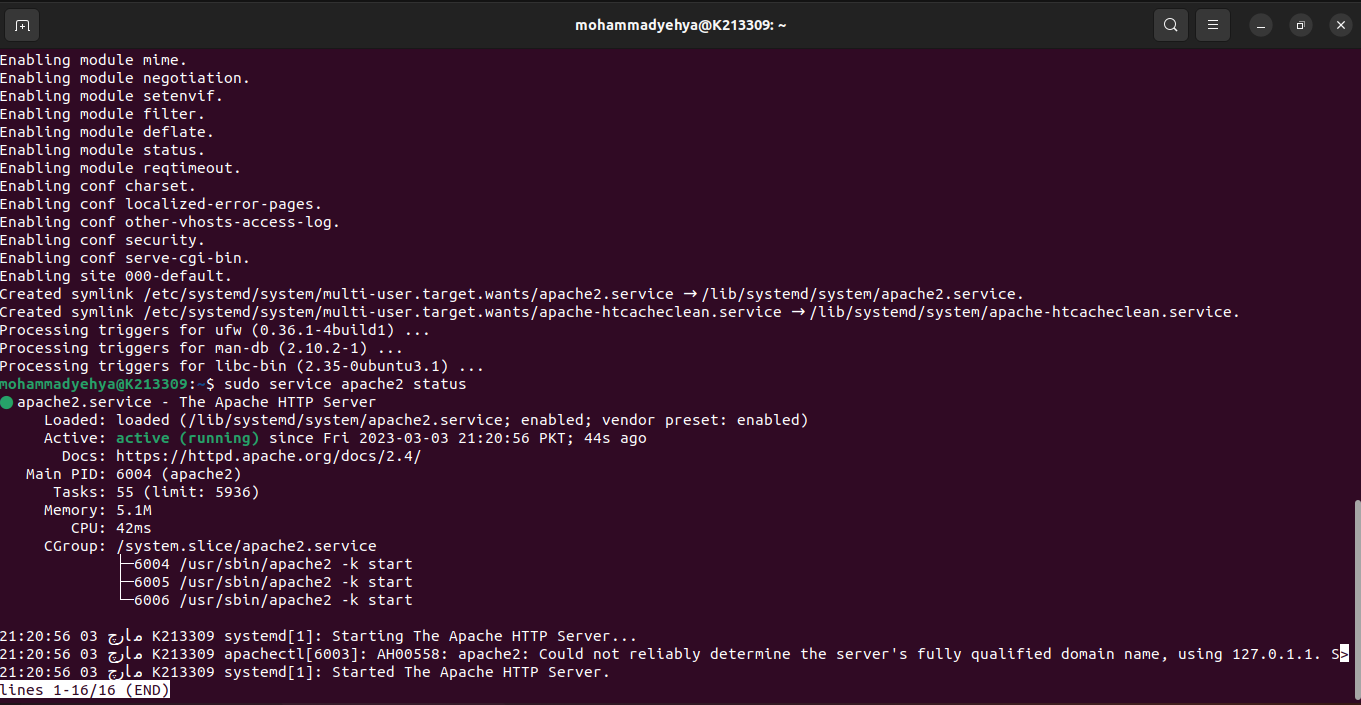 mohammadyehya@K213309: ~
Enabling module mime.
Enabling module negotiation.
Enabling module setenvif.
Enabling module filter.
Enabling module deflate.
Enabling module status.
Enabling module reqtimeout.
Enabling conf charset.
Enabling conf localized-error-pages.
Enabling conf other-vhosts-access-log.
Enabling conf security.
Enabling conf serve-cgi-bin.
Enabling site 000-default.
Created symlink /etc/systemd/system/multi-user.target.wants/apache2.service → /lib/systemd/system/apache2.service.
Created symlink /etc/systemd/system/multi-user.target.wants/apache-htcacheclean.service → /lib/systemd/system/apache-htcacheclean.service.
Processing triggers for ufw (0.36.1-4build1) ...
Processing triggers for man-db (2.10.2-1) ...
Processing triggers for libc-bin (2.35-0ubuntu3.1) ...
mohammadyehya@K213309:~$ sudo service apache2 status
● apache2.service - The Apache HTTP Server
     Loaded: loaded (/lib/systemd/system/apache2.service; enabled; vendor preset: enabled)
     Active: active (running) since Fri 2023-03-03 21:20:56 PKT; 44s ago
       Docs: https://httpd.apache.org/docs/2.4/
   Main PID: 6004 (apache2)
      Tasks: 55 (limit: 5936)
     Memory: 5.1M
        CPU: 42ms
     CGroup: /system.slice/apache2.service
             ├─6004 /usr/sbin/apache2 -k start
             ├─6005 /usr/sbin/apache2 -k start
             └─6006 /usr/sbin/apache2 -k start
21:20:56 03 مارچ K213309 systemd[1]: Starting The Apache HTTP Server...
21:20:56 03 مارچ K213309 apachectl[6003]: AH00558: apache2: Could not reliably determine the server's fully qualified domain name, using 127.0.1.1. S>
21:20:56 03 مارچ K213309 systemd[1]: Started The Apache HTTP Server.
lines 1-16/16 (END)